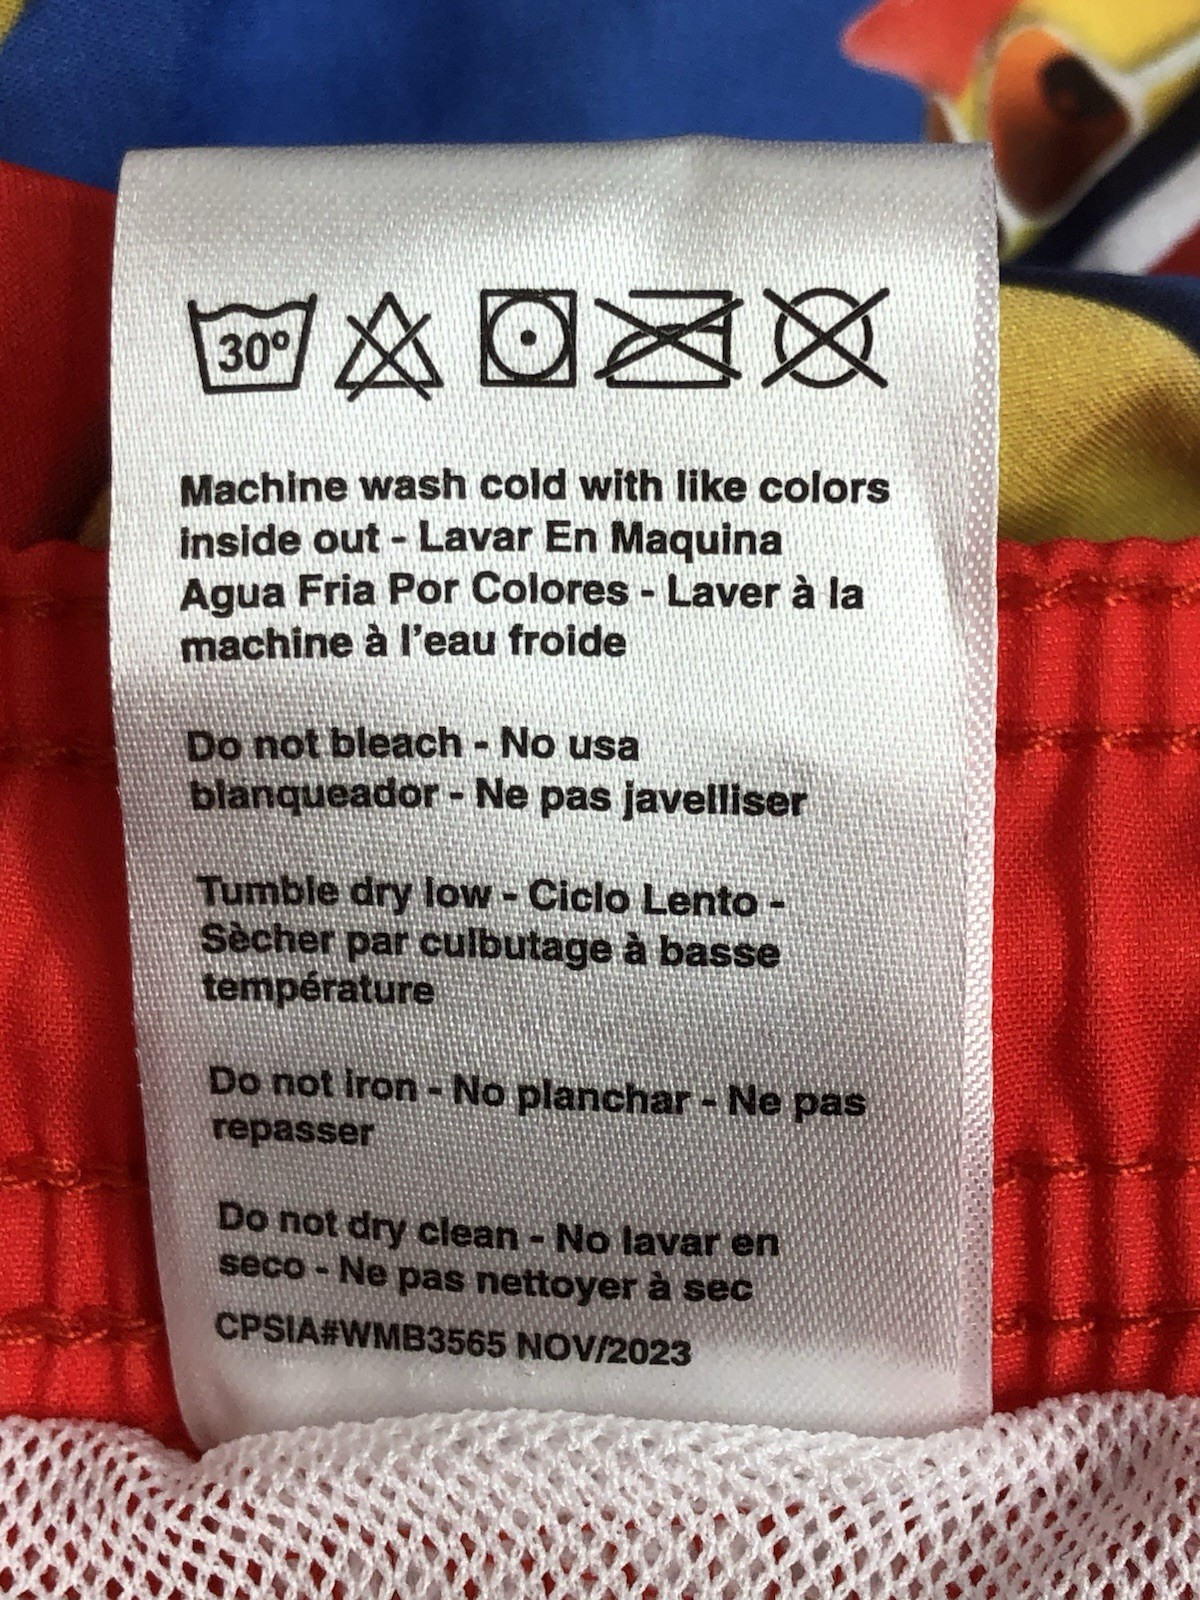 30°
Machine wash cold with like colors
inside out - Lavar En Maquina
Agua Fria Por Colores - Laver à la
machine à l'eau froide
Do not bleach - No usa
blanqueador - Ne pas javelliser
Tumble dry low - Ciclo Lento -
Sècher par culbutage à basse
température
Do not iron - No planchar - Ne pas
repasser
Do not dry clean - No lavar en
seco - Ne pas nettoyer à sec
CPSIA#WMB3565 NOV/2023